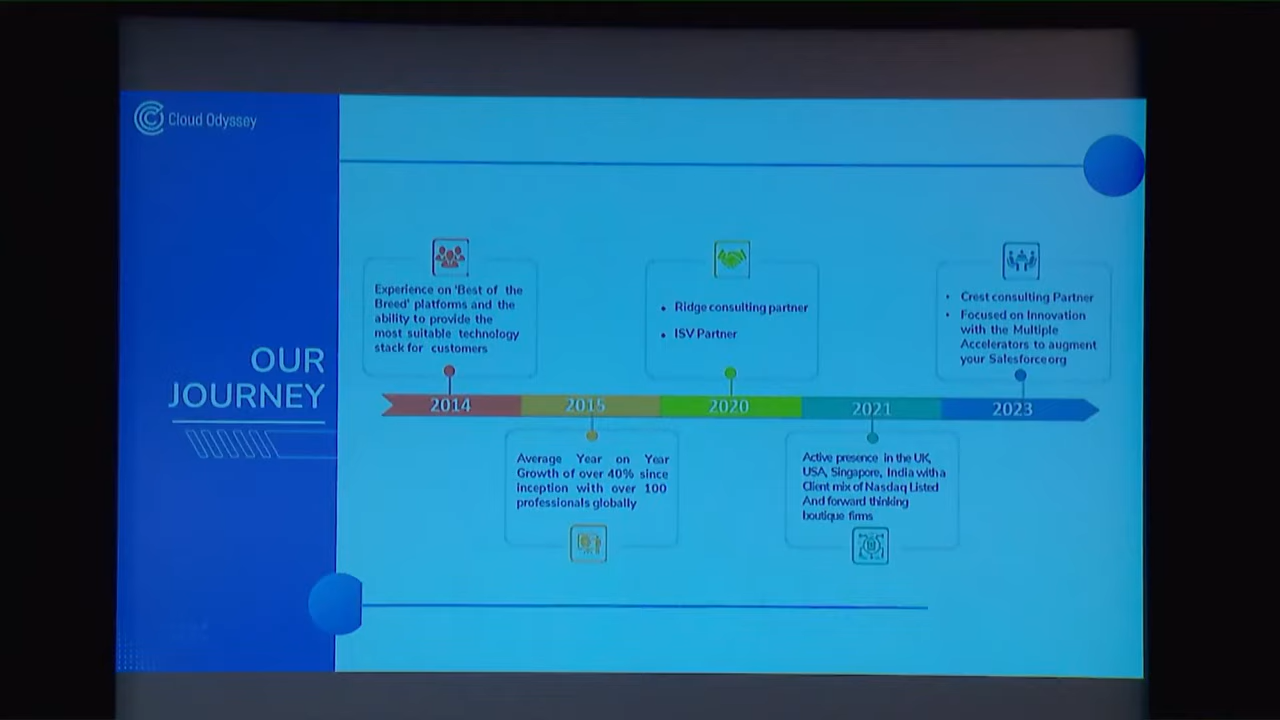 Cloud Odyssey
OUR
JOURNEY
Experience on 'Best of the
Breed' platforms and the
ability to provide the
most suitable technology
stack for customers
Ridge consulting partner
ISV Partner
Crest consulting Partner
Focused on Innovation
with the Multiple
Accelerators to augment
your Salesforce org
2014
2015
2020
2021
2023
Average Year on Year
Growth of over 40% since
inception with over 100
professionals globally
Active presence in the UK,
USA, Singapore, India with a
Client mix of Nasdaq Listed
And forward thinking
boutique firms